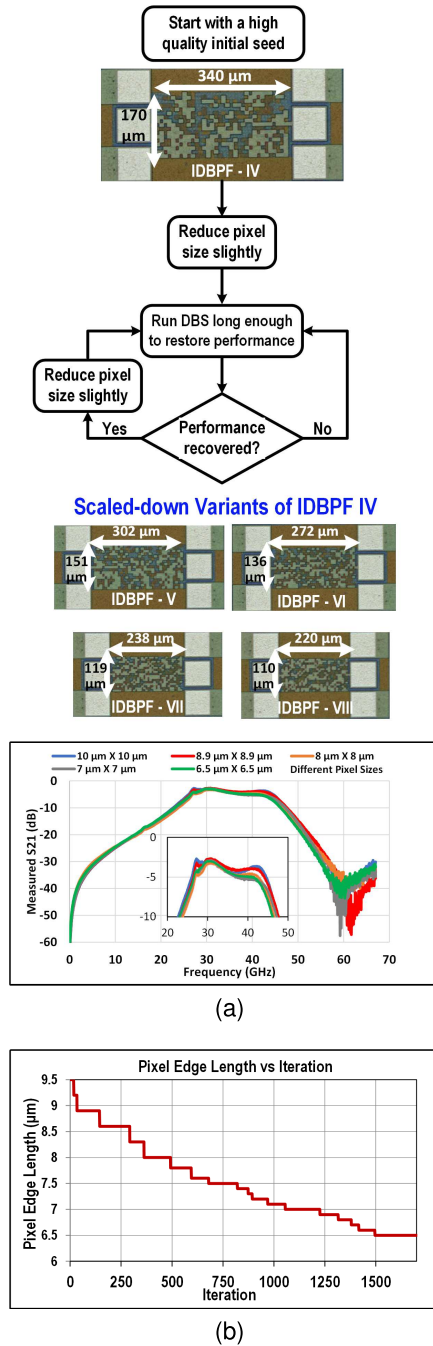 Start with a high
quality initial seed
340 µm
170
µm
IDBPF - IV
Reduce pixel
size slightly
Run DBS long enough
to restore performance
Reduce pixel
size slightly
Yes
Performance
recovered?
No
Scaled-down Variants of IDBPF IV
302 µm
151
µm
IDBPF - V
272 µm
136
µm
IDBPF - VI
238 µm
119
µm
IDBPF - VII
220 µm
110
µm
IDBPF - VIII
10 µm X 10 µm
8.9 µm X 8.9 µm
8 µm X 8 µm
7 µm X 7 µm
6.5 µm X 6.5 µm
Different Pixel Sizes
Measured S21 (dB)
0
-10
-20
-30
-40
-50
-60
0
-5
-10
20
30
40
50
0
10
20
30
40
50
60
70
Frequency (GHz)
(a)
Pixel Edge Length vs Iteration
Pixel Edge Length (µm)
9.5
9
8.5
8
7.5
7
6.5
6
0
250
500
750
1000
1250
1500
Iteration
(b)